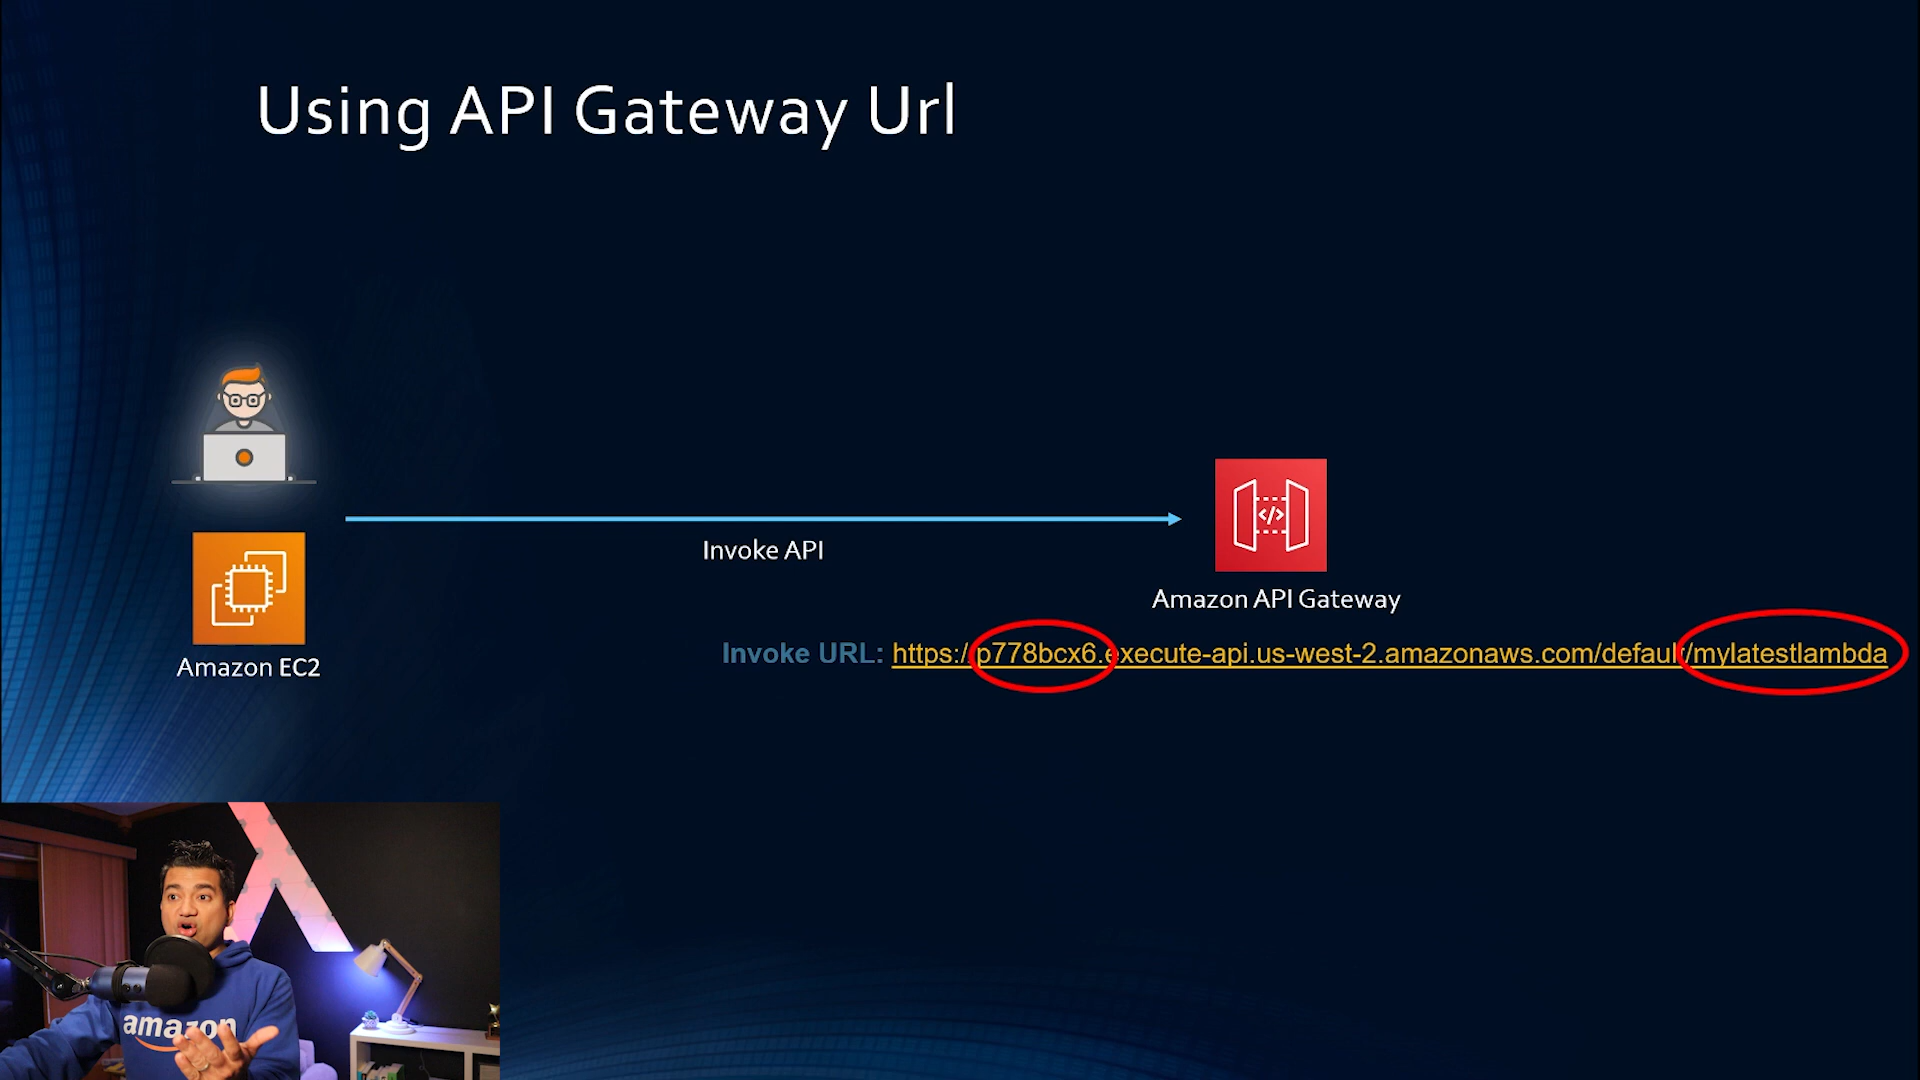 Using API Gateway Url
Invoke API
Amazon API Gateway
Amazon EC2
Invoke URL: https:/p778bcx6.execute-api.us-west-2.amazonaws.com/default/mylatestlambda
amazon